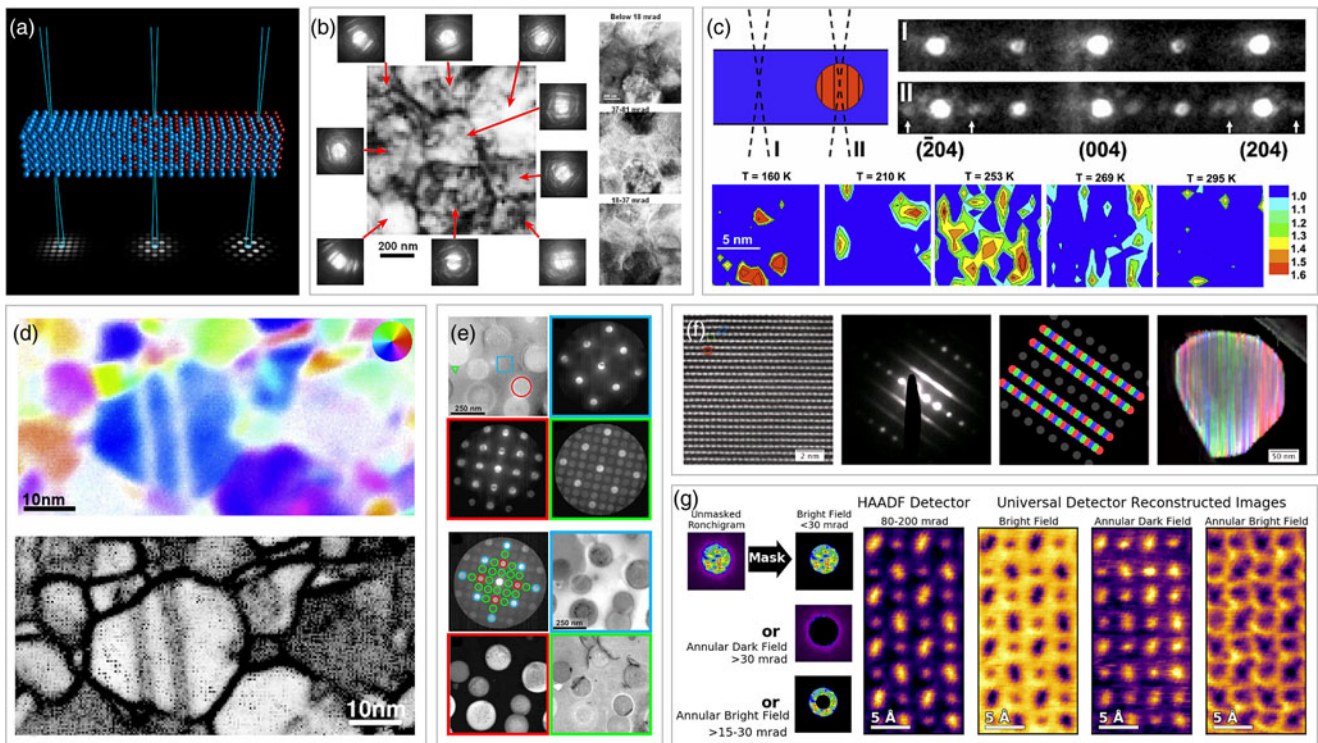 (a)
(b)
200 nm
Below 18 mrad
37-81 mrad
18-37 mrad
(c)
I
II
I
II
(2̄04)
(004)
(204)
T = 160 K
T = 210 K
T = 253 K
T = 269 K
T = 295 K
5 nm
1.0
1.1
1.2
1.3
1.4
1.5
1.6
(d)
10nm
10nm
(e)
250 nm
250 nm
(f)
2 nm
50 nm
(g)
HAADF Detector
Universal Detector Reconstructed Images
Unmasked
Ronchigram
Bright Field
<30 mrad
80-200 mrad
Bright Field
Annular Dark Field
Annular Bright Field
Mask
or
Annular Dark Field
>30 mrad
or
Annular Bright Field
>15-30 mrad
5 Å
5 Å
5 Å
5 Å